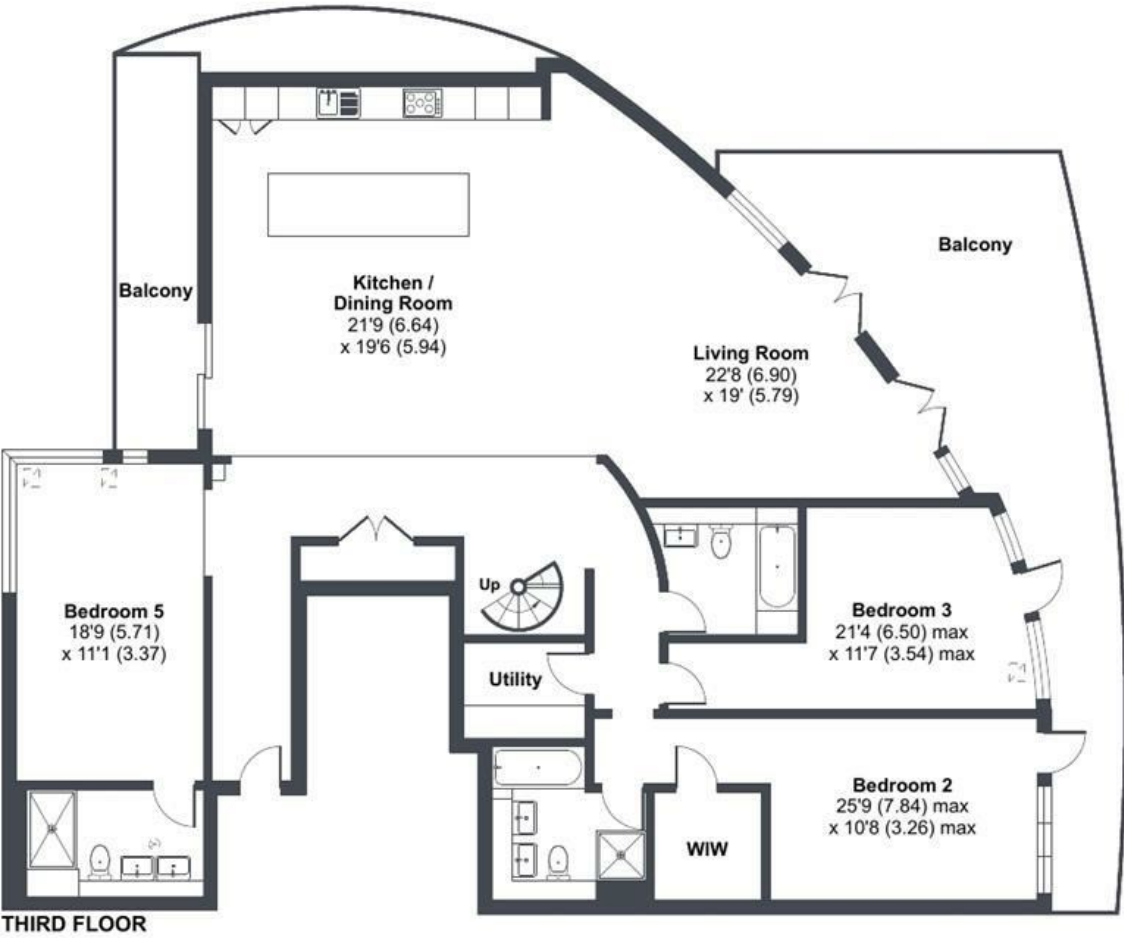 Balcony
Balcony
Kitchen /
Dining Room
21'9 (6.64)
x 19'6 (5.94)
Living Room
22'8 (6.90)
x 19' (5.79)
Up
Bedroom 5
18'9 (5.71)
x 11'1 (3.37)
Bedroom 3
21'4 (6.50) max
x 11'7 (3.54) max
Utility
Bedroom 2
25'9 (7.84) max
x 10'8 (3.26) max
WIW
THIRD FLOOR